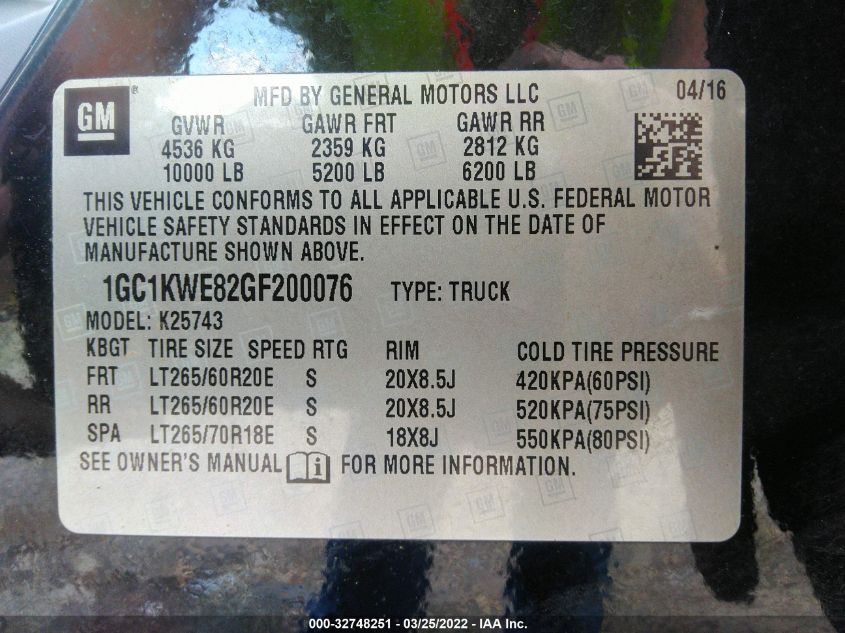 GM ® MFD BY GENERAL MOTORS LLC 04/16
GVWR GAWR FRT GAWR RR
4536 KG 2359 KG 2812 KG
10000 LB 5200 LB 6200 LB
THIS VEHICLE CONFORMS TO ALL APPLICABLE U.S. FEDERAL MOTOR
VEHICLE SAFETY STANDARDS IN EFFECT ON THE DATE OF
MANUFACTURE SHOWN ABOVE.
1GC1KWE82GF200076 TYPE: TRUCK
MODEL: K25743
KBGT TIRE SIZE SPEED RTG RIM COLD TIRE PRESSURE
FRT LT265/60R20E S 20X8.5J 420KPA(60PSI)
RR LT265/60R20E S 20X8.5J 520KPA(75PSI)
SPA LT265/70R18E S 18X8J 550KPA(80PSI)
SEE OWNER'S MANUAL i FOR MORE INFORMATION.
000-32748251 — 03/25/2022 — IAA Inc.